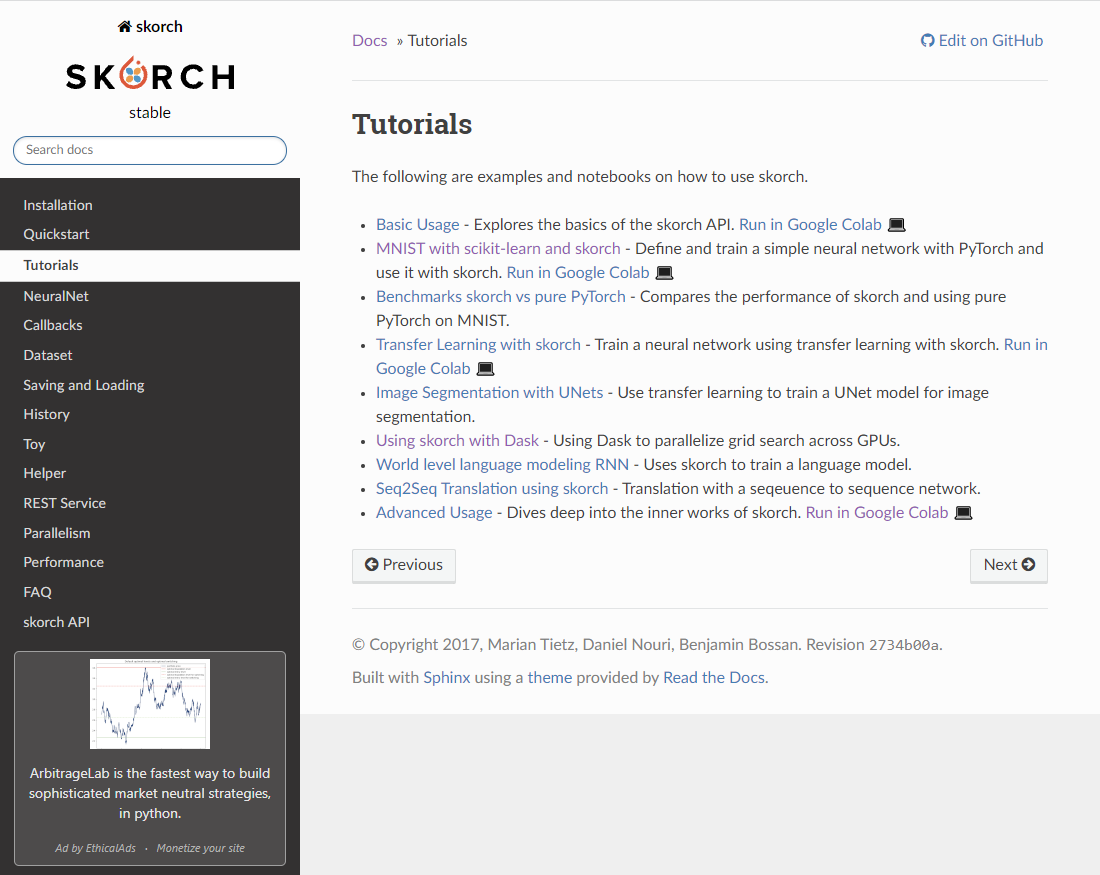 skorch
SKORCH
stable
Search docs
Installation
Quickstart
Tutorials
NeuralNet
Callbacks
Dataset
Saving and Loading
History
Toy
Helper
REST Service
Parallelism
Performance
FAQ
skorch API
ArbitrageLab is the fastest way to build
sophisticated market neutral strategies,
in python.
Ad by EthicalAds · Monetize your site
Docs » Tutorials
Edit on GitHub
Tutorials
The following are examples and notebooks on how to use skorch.
• Basic Usage - Explores the basics of the skorch API. Run in Google Colab 💻
• MNIST with scikit-learn and skorch - Define and train a simple neural network with PyTorch and
use it with skorch. Run in Google Colab 💻
• Benchmarks skorch vs pure PyTorch - Compares the performance of skorch and using pure
PyTorch on MNIST.
• Transfer Learning with skorch - Train a neural network using transfer learning with skorch. Run in
Google Colab 💻
• Image Segmentation with UNets - Use transfer learning to train a UNet model for image
segmentation.
• Using skorch with Dask - Using Dask to parallelize grid search across GPUs.
• World level language modeling RNN - Uses skorch to train a language model.
• Seq2Seq Translation using skorch - Translation with a seqeuence to sequence network.
• Advanced Usage - Dives deep into the inner works of skorch. Run in Google Colab 💻
Previous
Next
© Copyright 2017, Marian Tietz, Daniel Nouri, Benjamin Bossan. Revision 2734b00a.
Built with Sphinx using a theme provided by Read the Docs.